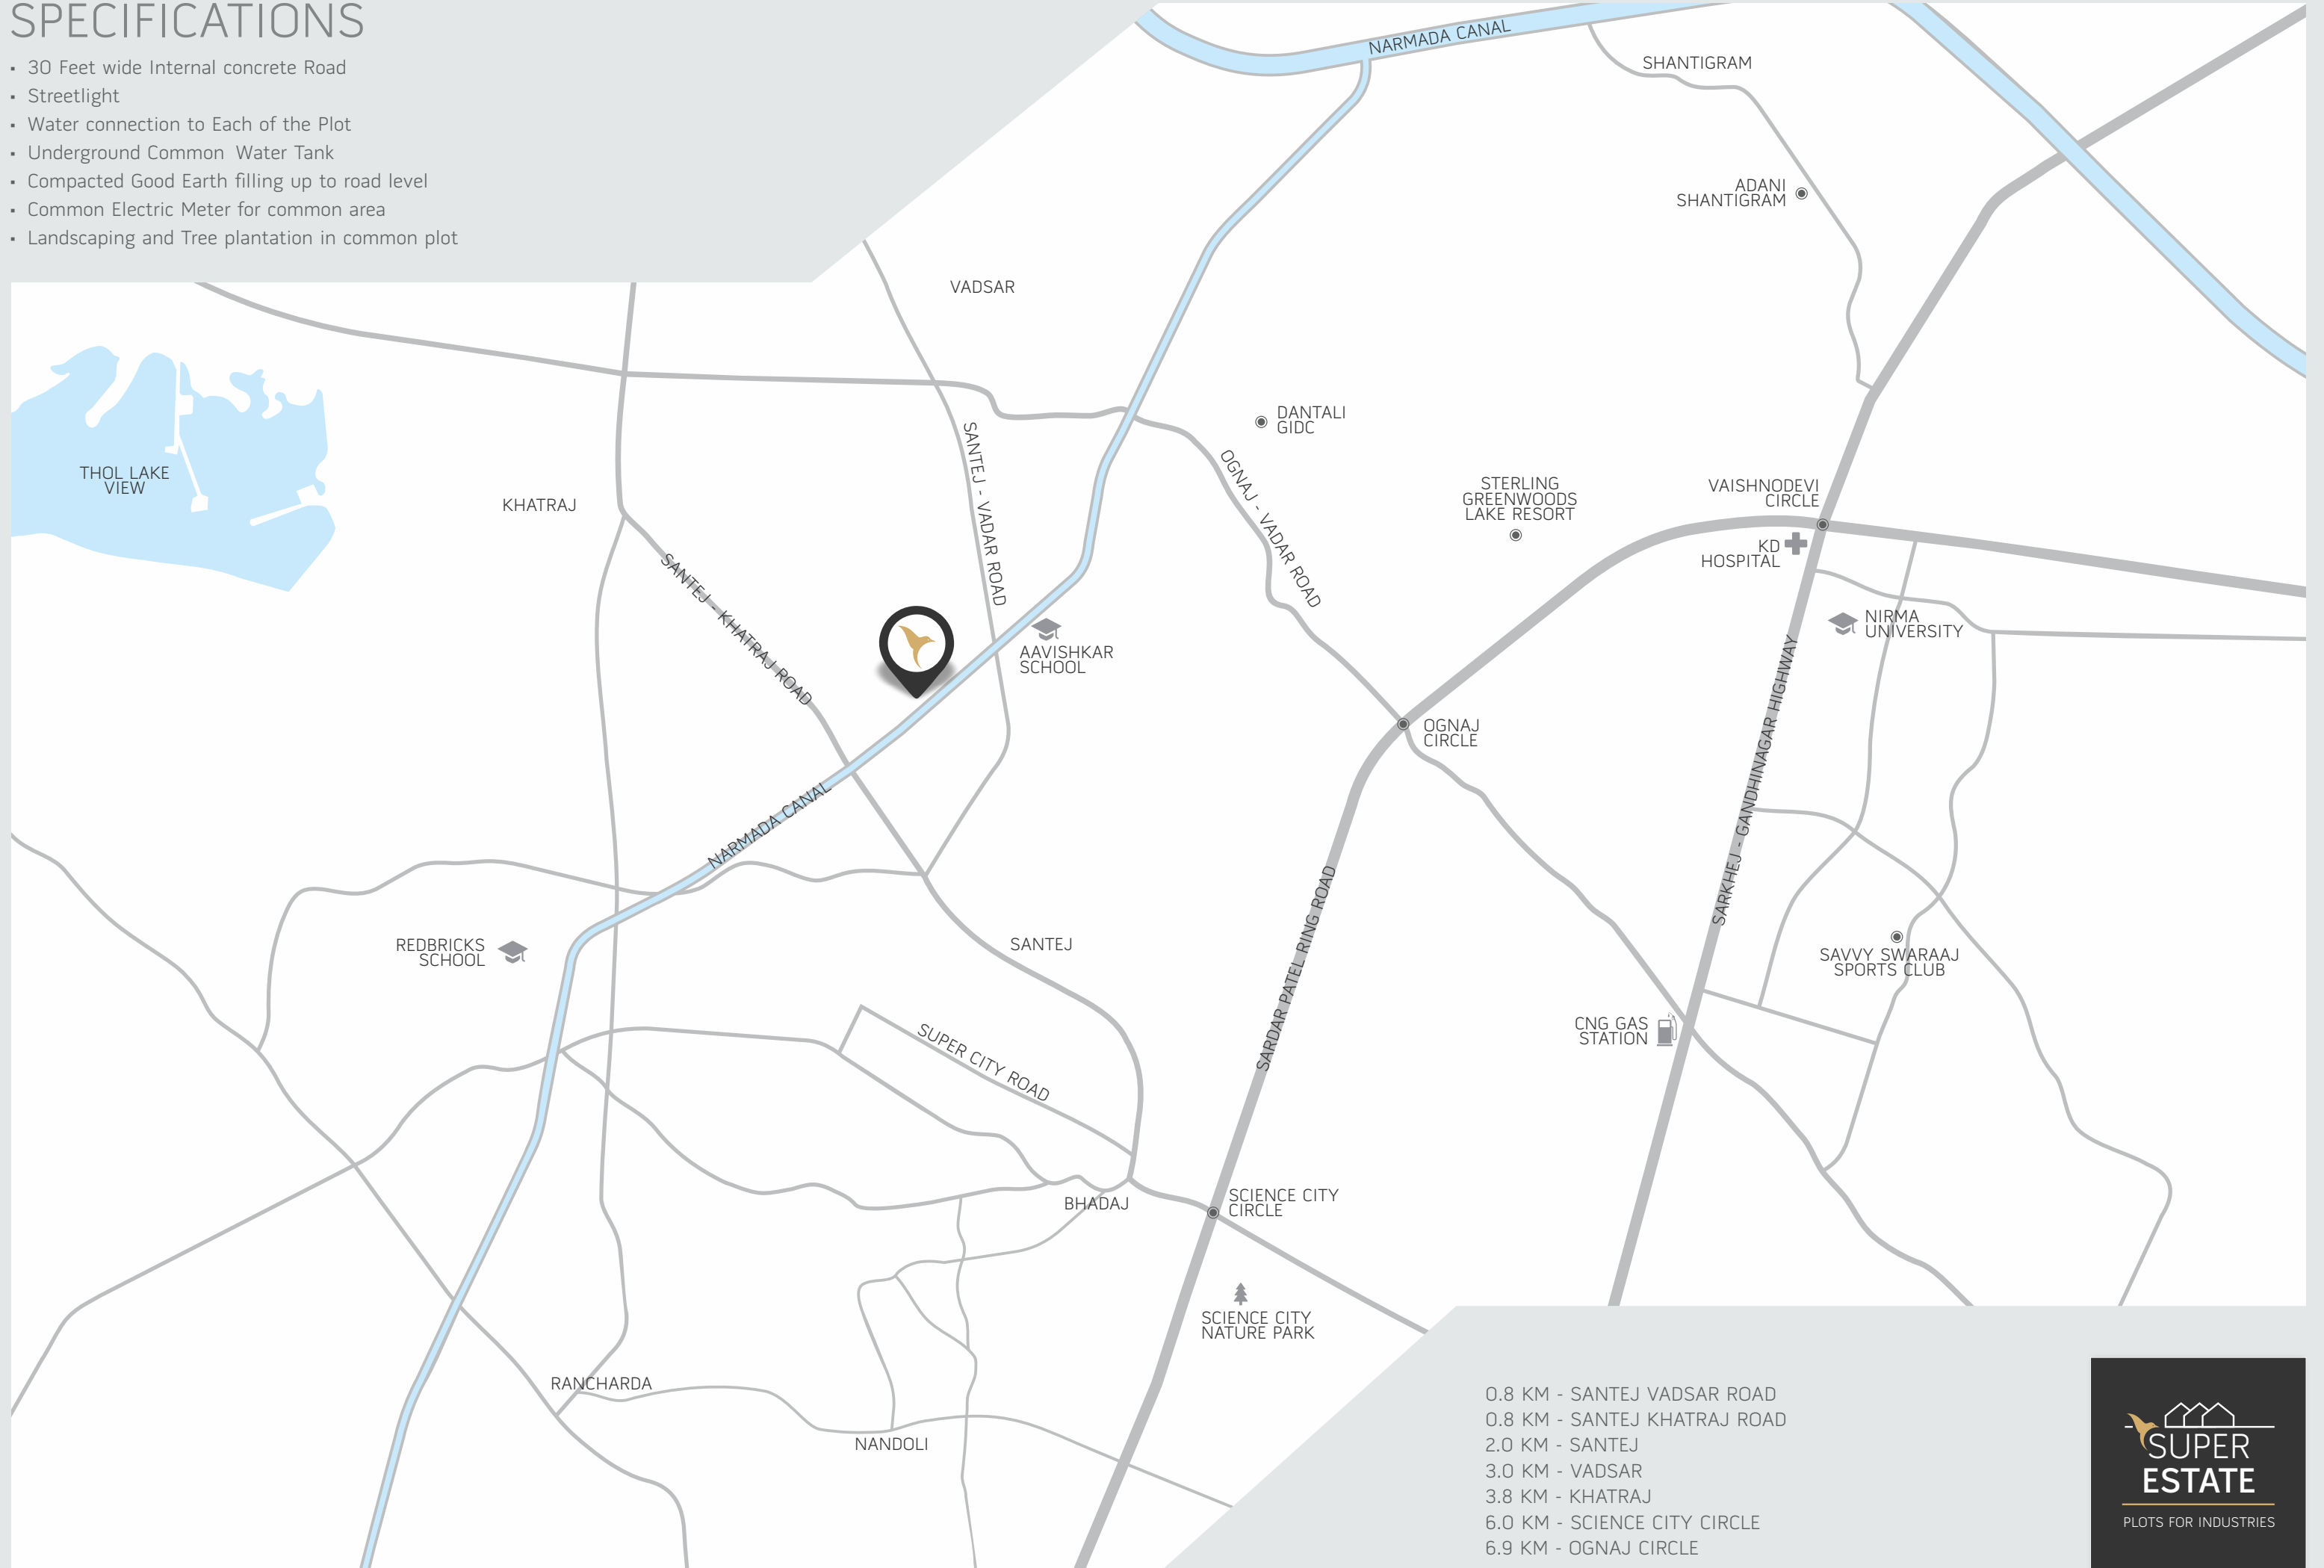 SPECIFICATIONS
▪ 30 Feet wide Internal concrete Road
▪ Streetlight
▪ Water connection to Each of the Plot
▪ Underground Common Water Tank
▪ Compacted Good Earth filling up to road level
▪ Common Electric Meter for common area
▪ Landscaping and Tree plantation in common plot
NARMADA CANAL
SHANTIGRAM
ADANI
SHANTIGRAM
VADSAR
DANTALI
GIDC
SANTEJ - VADAR ROAD
OGNAJ - VADAR ROAD
THOL LAKE
VIEW
KHATRAJ
STERLING
GREENWOODS
LAKE RESORT
VAISHNODEVI
CIRCLE
KD
HOSPITAL
SANTEJ - KHATRAJ ROAD
NIRMA
UNIVERSITY
AAVISHKAR
SCHOOL
OGNAJ
CIRCLE
SARKHEJ - GANDHINAGAR HIGHWAY
NARMADA CANAL
REDBRICKS
SCHOOL
SANTEJ
SARDAR PATEL RING ROAD
SAVVY SWARAAJ
SPORTS CLUB
CNG GAS
STATION
SUPER CITY ROAD
BHADAJ
SCIENCE CITY
CIRCLE
SCIENCE CITY
NATURE PARK
RANCHARDA
NANDOLI
0.8 KM - SANTEJ VADSAR ROAD
0.8 KM - SANTEJ KHATRAJ ROAD
2.0 KM - SANTEJ
3.0 KM - VADSAR
3.8 KM - KHATRAJ
6.0 KM - SCIENCE CITY CIRCLE
6.9 KM - OGNAJ CIRCLE
SUPER
ESTATE
PLOTS FOR INDUSTRIES